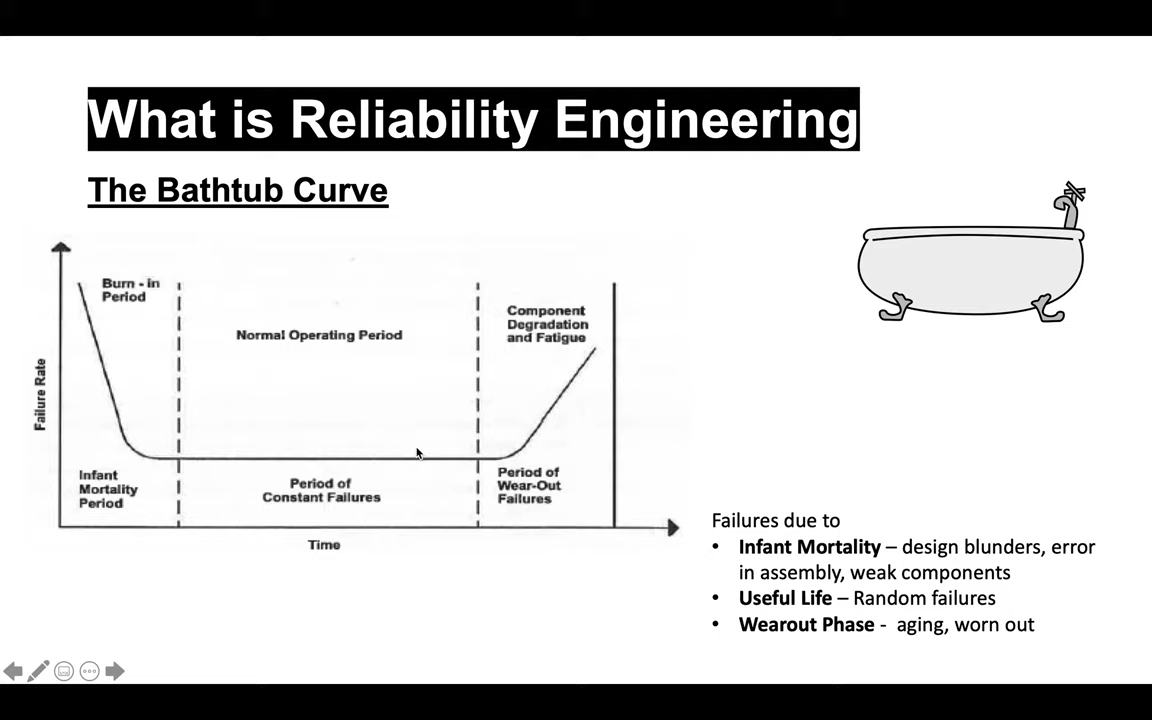 What is Reliability Engineering
The Bathtub Curve
Burn - in
Period
Normal Operating Period
Component
Degradation
and Fatigue
Failure Rate
Infant
Mortality
Period
Period of
Constant Failures
Period of
Wear-Out
Failures
Time
Failures due to
• Infant Mortality – design blunders, error
in assembly, weak components
• Useful Life – Random failures
• Wearout Phase - aging, worn out